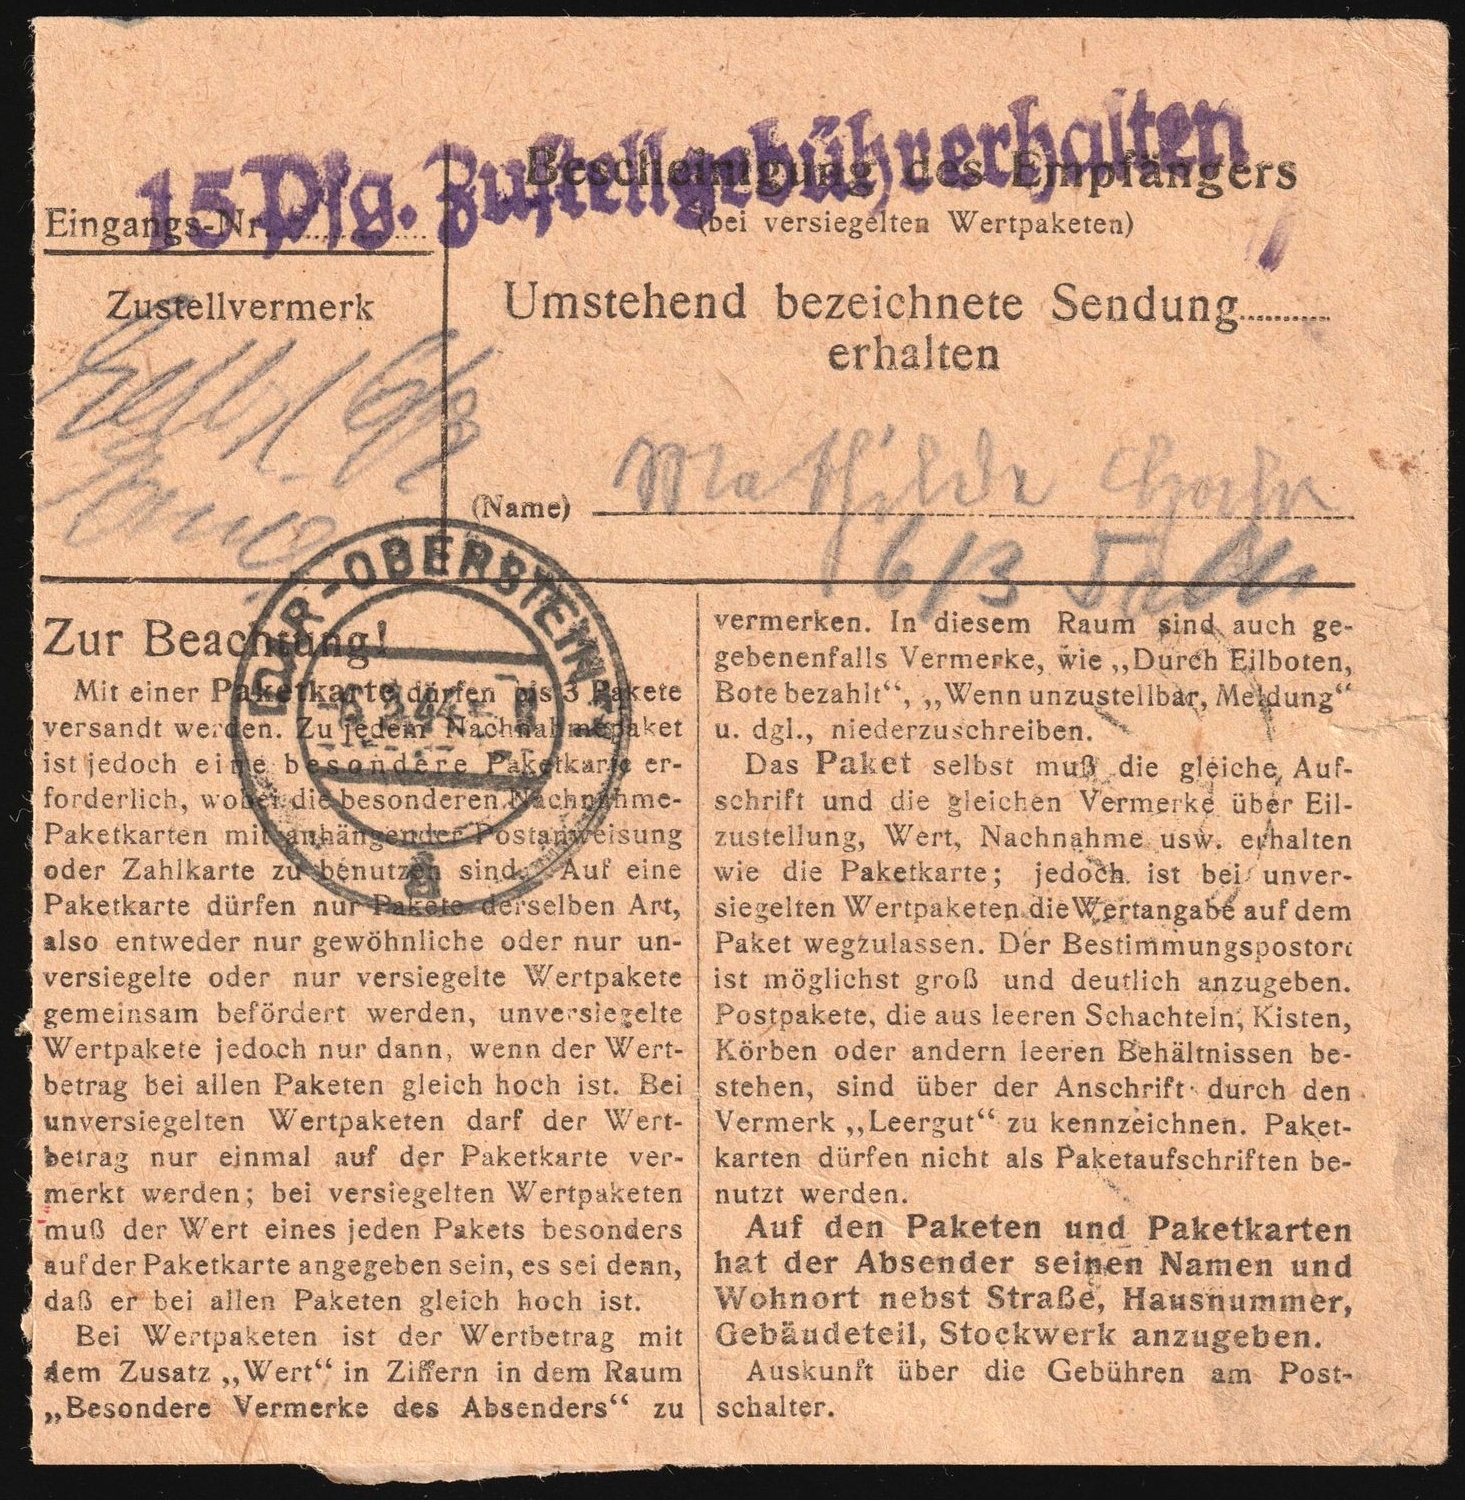 15 Pfg. Zustellgebühr erhalten
Eingangs-Nr.
Zustellvermerk
Bescheinigung des Empfängers
(bei versiegelten Wertpaketen)
Umstehend bezeichnete Sendung
erhalten
(Name) Mathilde
6/3
IDAR-OBERSTEIN
a
Zur Beachtung!
Mit einer Paketkarte dürfen bis 3 Pakete
versandt werden. Zu jedem Nachnahmepaket
ist jedoch eine besondere Paketkarte er-
forderlich, wobei die besonderen Nachnahme-
Paketkarten mit anhängender Postanweisung
oder Zahlkarte zu benutzen sind. Auf eine
Paketkarte dürfen nur Pakete derselben Art,
also entweder nur gewöhnliche oder nur un-
versiegelte oder nur versiegelte Wertpakete
gemeinsam befördert werden, unversiegelte
Wertpakete jedoch nur dann, wenn der Wert-
betrag bei allen Paketen gleich hoch ist. Bei
unversiegelten Wertpaketen darf der Wert-
betrag nur einmal auf der Paketkarte ver-
merkt werden; bei versiegelten Wertpaketen
muß der Wert eines jeden Pakets besonders
auf der Paketkarte angegeben sein, es sei denn,
daß er bei allen Paketen gleich hoch ist.
Bei Wertpaketen ist der Wertbetrag mit
dem Zusatz „Wert“ in Ziffern in dem Raum
„Besondere Vermerke des Absenders“ zu
vermerken. In diesem Raum sind auch ge-
gebenenfalls Vermerke, wie „Durch Eilboten,
Bote bezahlt“, „Wenn unzustellbar, Meldung“
u. dgl., niederzuschreiben.
Das Paket selbst muß die gleiche Auf-
schrift und die gleichen Vermerke über Eil-
zustellung, Wert, Nachnahme usw. erhalten
wie die Paketkarte; jedoch ist bei unver-
siegelten Wertpaketen die Wertangabe auf dem
Paket wegzulassen. Der Bestimmungspostort
ist möglichst groß und deutlich anzugeben.
Postpakete, die aus leeren Schachteln, Kisten,
Körben oder andern leeren Behältnissen be-
stehen, sind über der Anschrift durch den
Vermerk „Leergut“ zu kennzeichnen. Paket-
karten dürfen nicht als Paketaufschriften be-
nutzt werden.
Auf den Paketen und Paketkarten
hat der Absender seinen Namen und
Wohnort nebst Straße, Hausnummer,
Gebäudeteil, Stockwerk anzugeben.
Auskunft über die Gebühren am Post-
schalter.